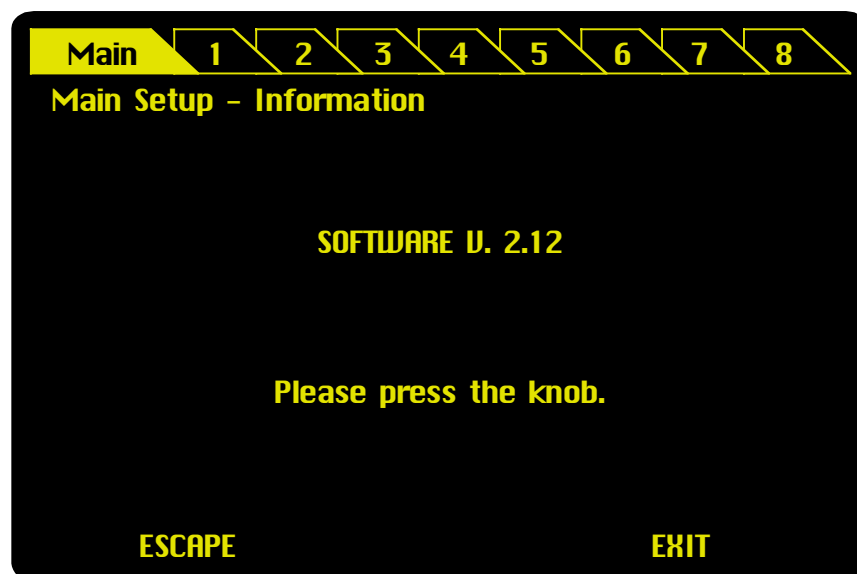 Main 1 2 3 4 5 6 7 8
Main Setup - Information
SOFTWARE V. 2.12
Please press the knob.
ESCAPE EXIT